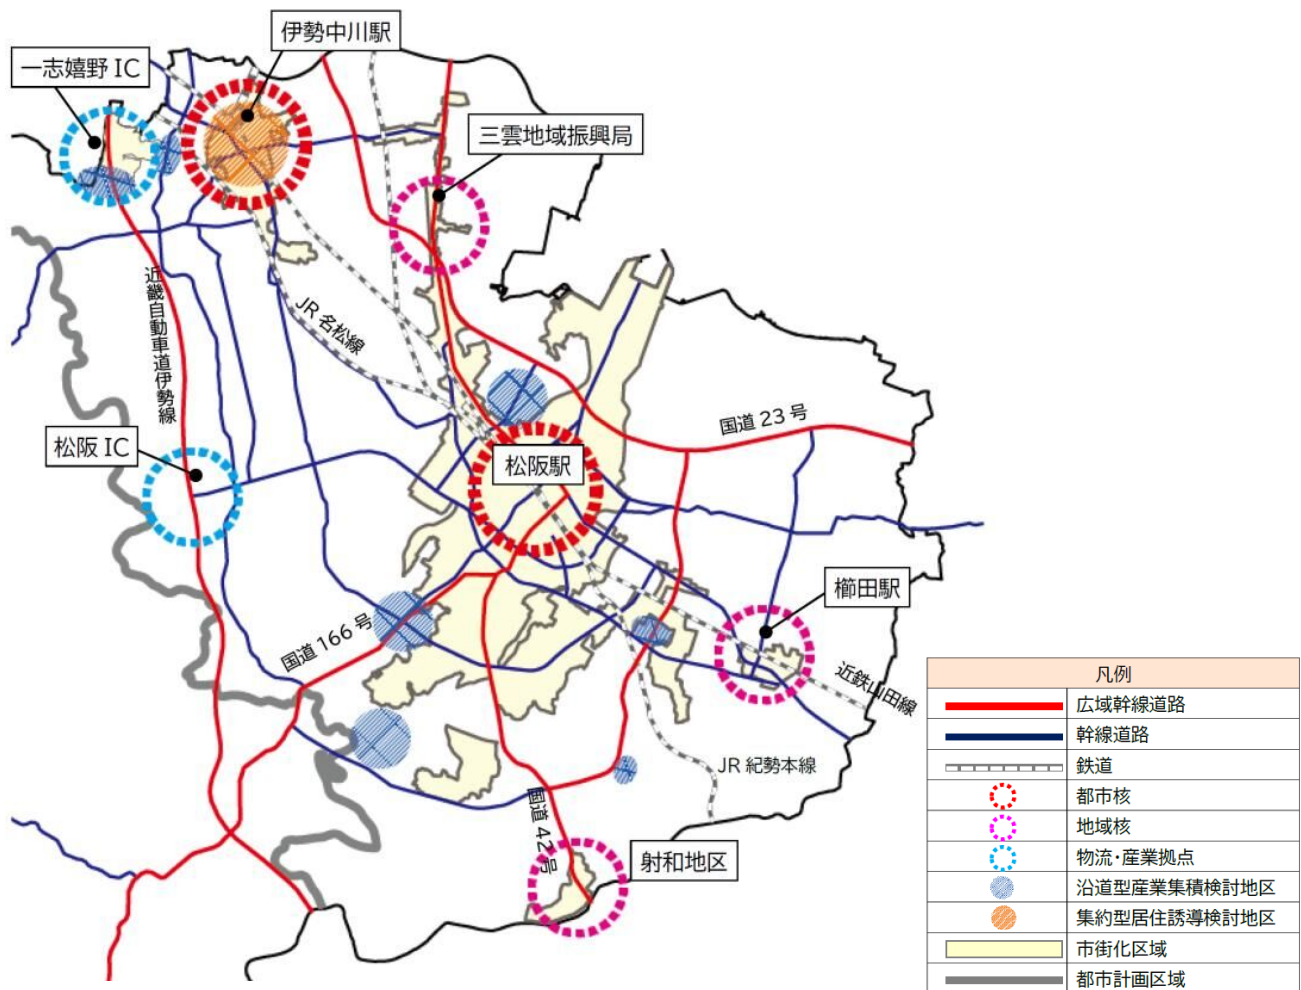 伊勢中川駅
一志嬉野 IC
三雲地域振興局
近畿自動車道伊勢線
JR 名松線
国道 23 号
松阪 IC
松阪駅
櫛田駅
国道 166 号
近鉄山田線
JR 紀勢本線
国道 42号
射和地区
凡例
広域幹線道路
幹線道路
鉄道
都市核
地域核
物流・産業拠点
沿道型産業集積検討地区
集約型居住誘導検討地区
市街化区域
都市計画区域